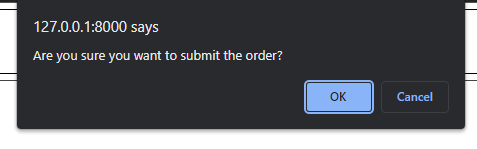 127.0.0.1:8000 says
Are you sure you want to submit the order?
OK
Cancel